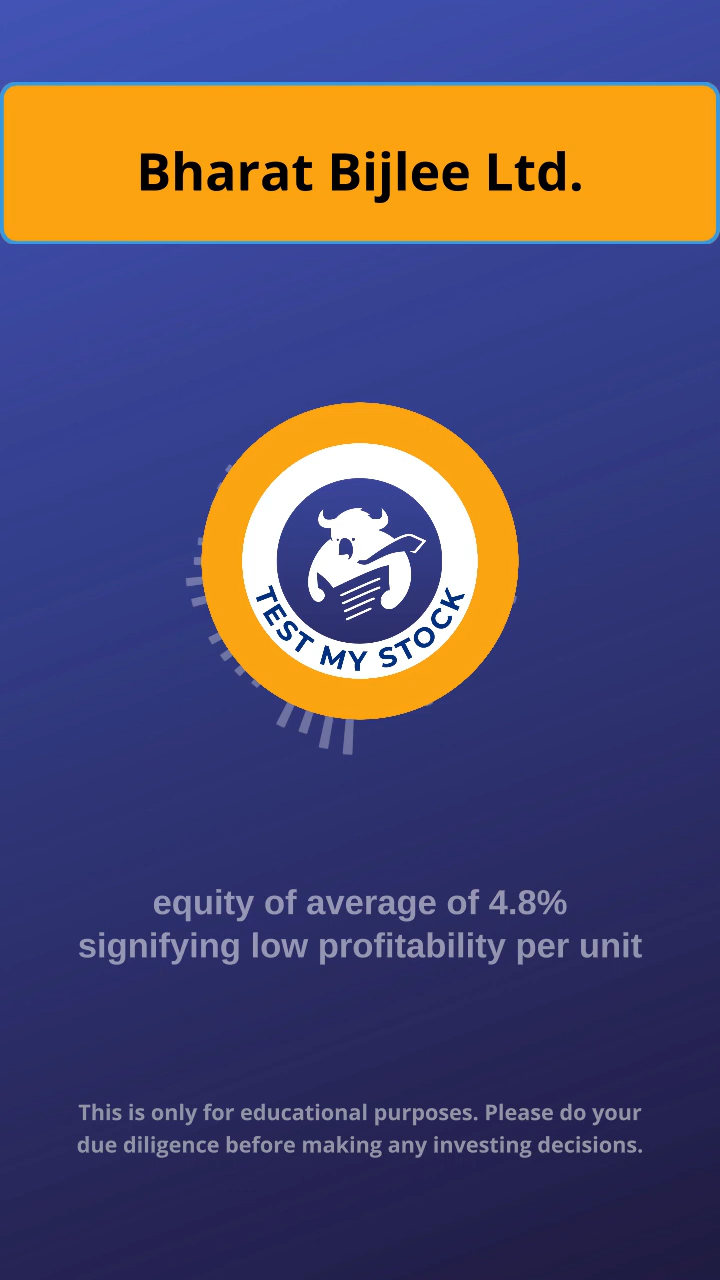 Bharat Bijlee Ltd.
TEST MY STOCK
equity of average of 4.8%
signifying low profitability per unit
This is only for educational purposes. Please do your
due diligence before making any investing decisions.